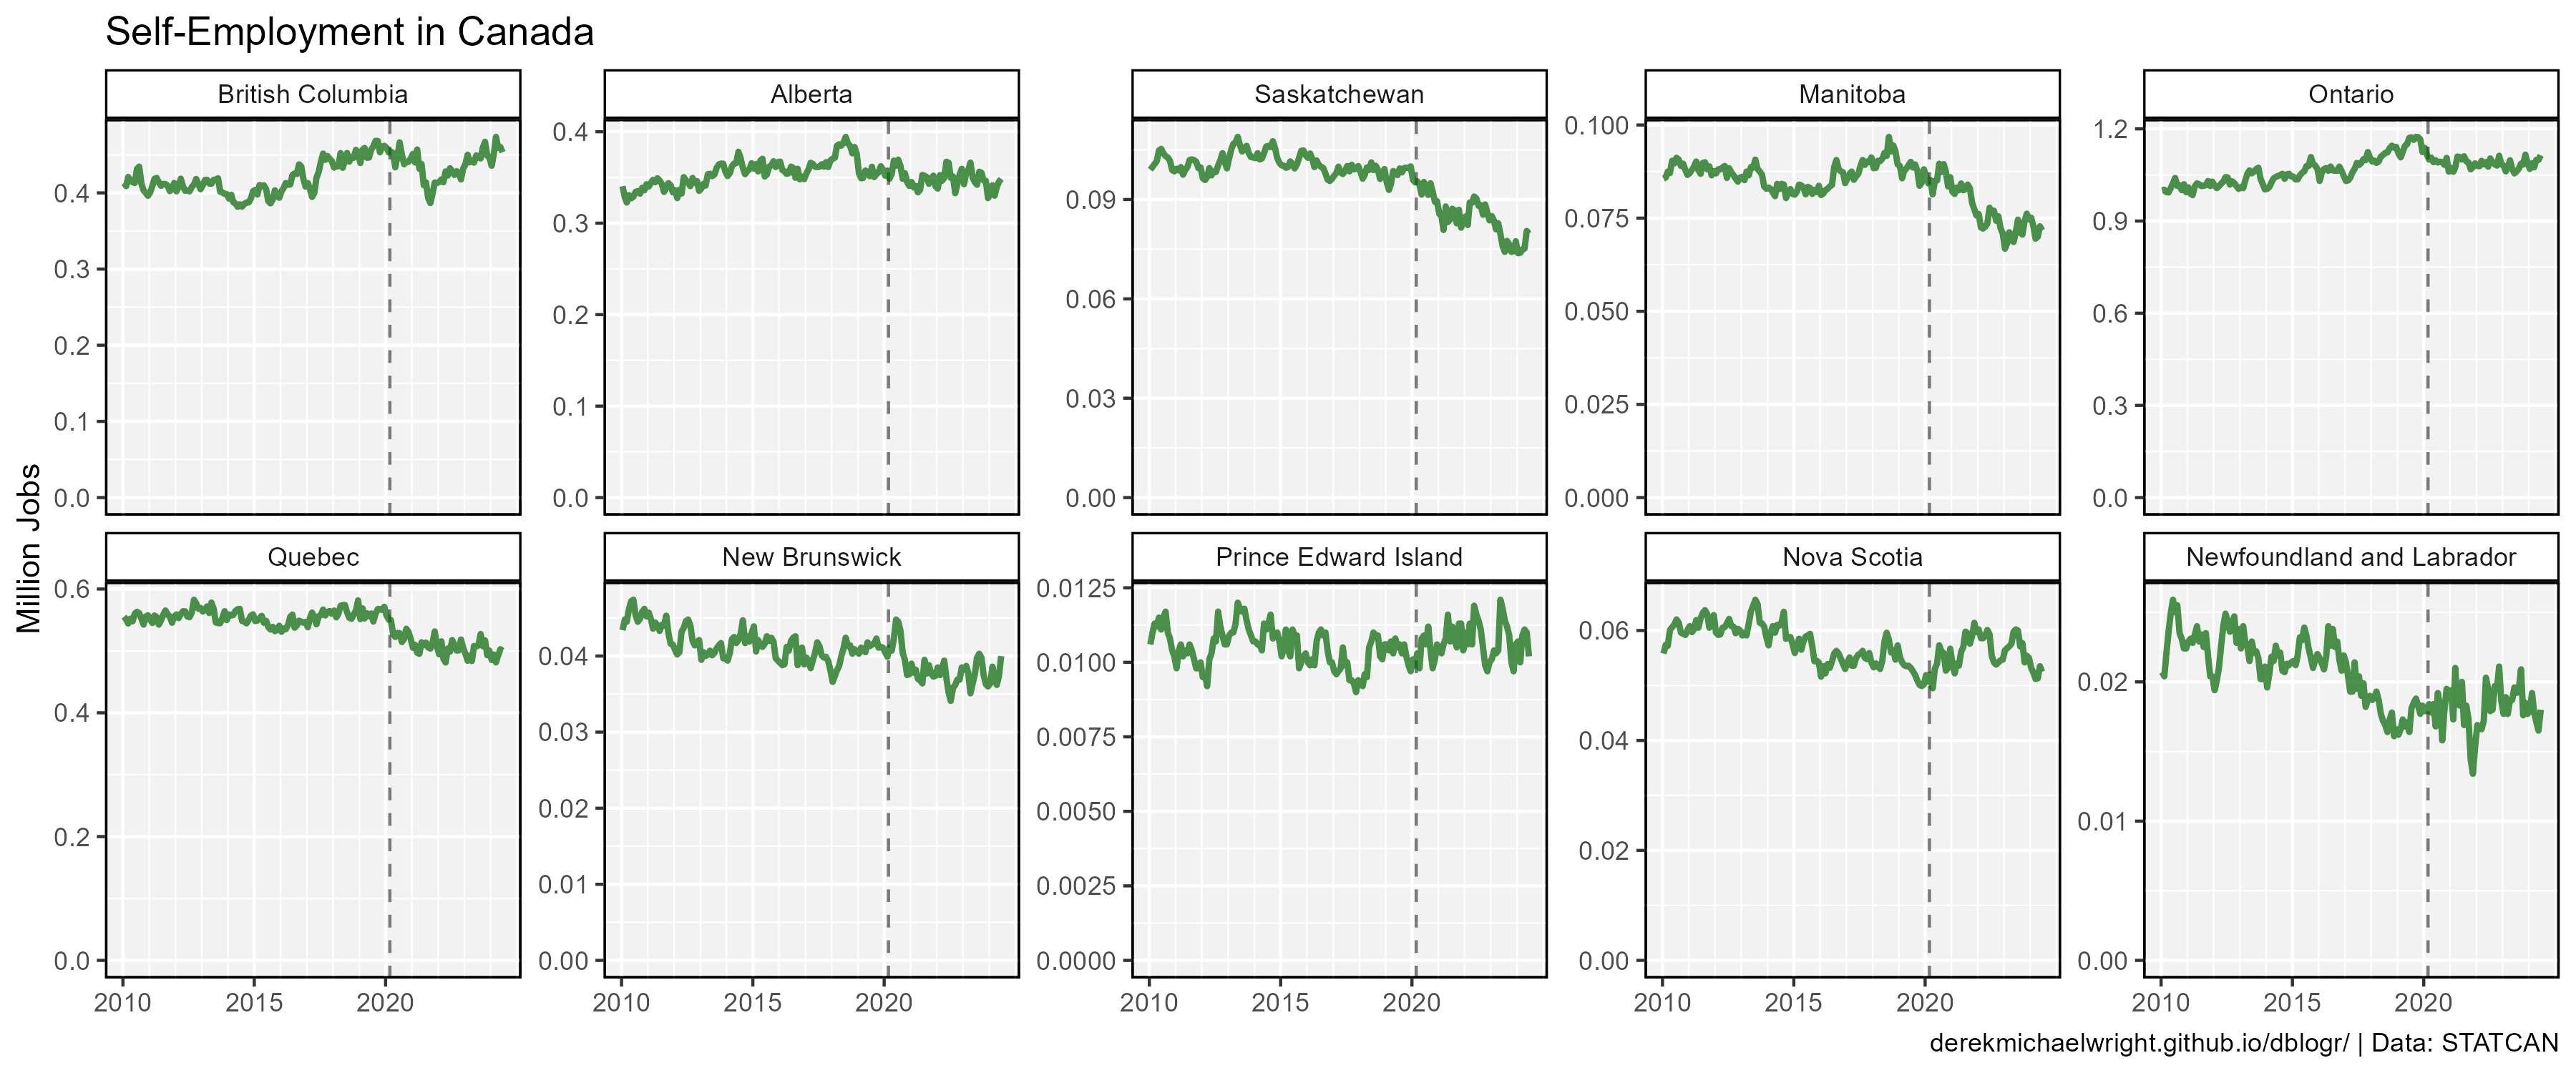 Self-Employment in Canada
British Columbia
Alberta
Saskatchewan
Manitoba
Ontario
0.4
0.3
0.2
0.1
0.0
0.4
0.3
0.2
0.1
0.0
0.09
0.06
0.03
0.00
0.100
0.075
0.050
0.025
0.000
1.2
0.9
0.6
0.3
0.0
Million Jobs
Quebec
New Brunswick
Prince Edward Island
Nova Scotia
Newfoundland and Labrador
0.6
0.4
0.2
0.0
0.04
0.03
0.02
0.01
0.00
0.0125
0.0100
0.0075
0.0050
0.0025
0.0000
0.06
0.04
0.02
0.00
0.02
0.01
0.00
2010 2015 2020
2010 2015 2020
2010 2015 2020
2010 2015 2020
2010 2015 2020
derekmichaelwright.github.io/dblogr/ | Data: STATCAN